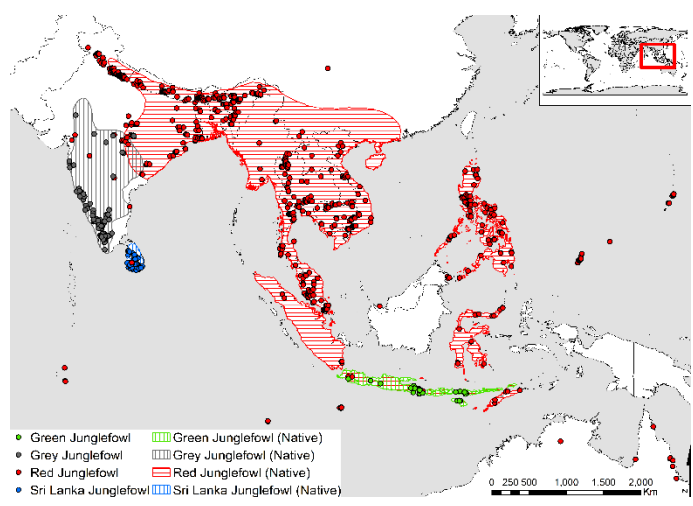 Green Junglefowl Green Junglefowl (Native)
Grey Junglefowl Grey Junglefowl (Native)
Red Junglefowl Red Junglefowl (Native)
Sri Lanka Junglefowl Sri Lanka Junglefowl (Native)
0 250 500 1,000 1,500 2,000
Km
z